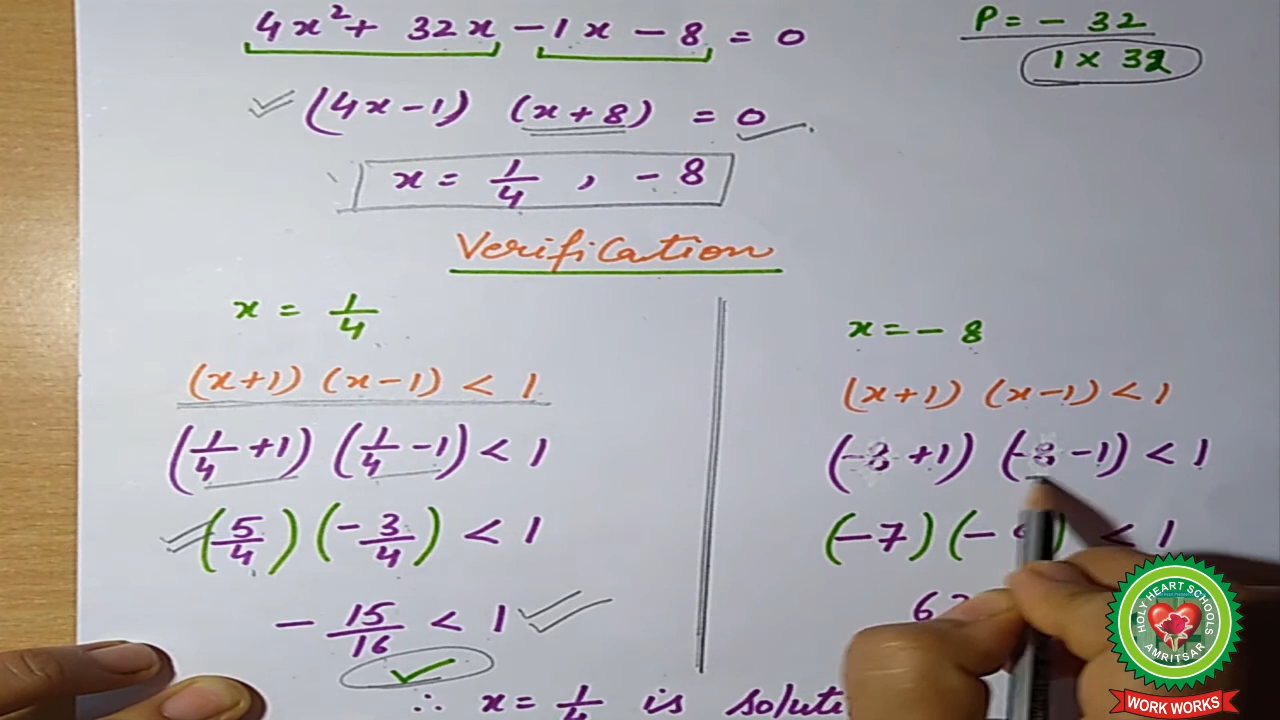 4x² + 32x - 1x - 8 = 0
P = - 32
1 x 32
(4x-1) (x+8) = 0
x = 1/4 , - 8
Verification
x = 1/4
(x+1) (x-1) < 1
(1/4 +1) (1/4 -1) < 1
(5/4) (-3/4) < 1
- 15/16 < 1
∴ x = 1/4 is
x = - 8
(x+1) (x-1) < 1
(-8 +1) (-8 -1) < 1
(-7) (- < 1
HOLY HEART SCHOOLS
AMRITSAR
WORK WORKS